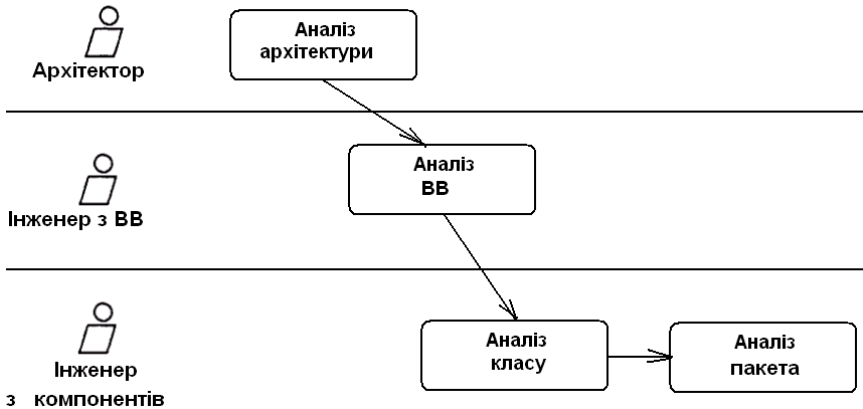 Архітектор
Аналіз
архітектури
Інженер з ВВ
Аналіз
ВВ
Інженер
з компонентів
Аналіз
класу
Аналіз
пакета